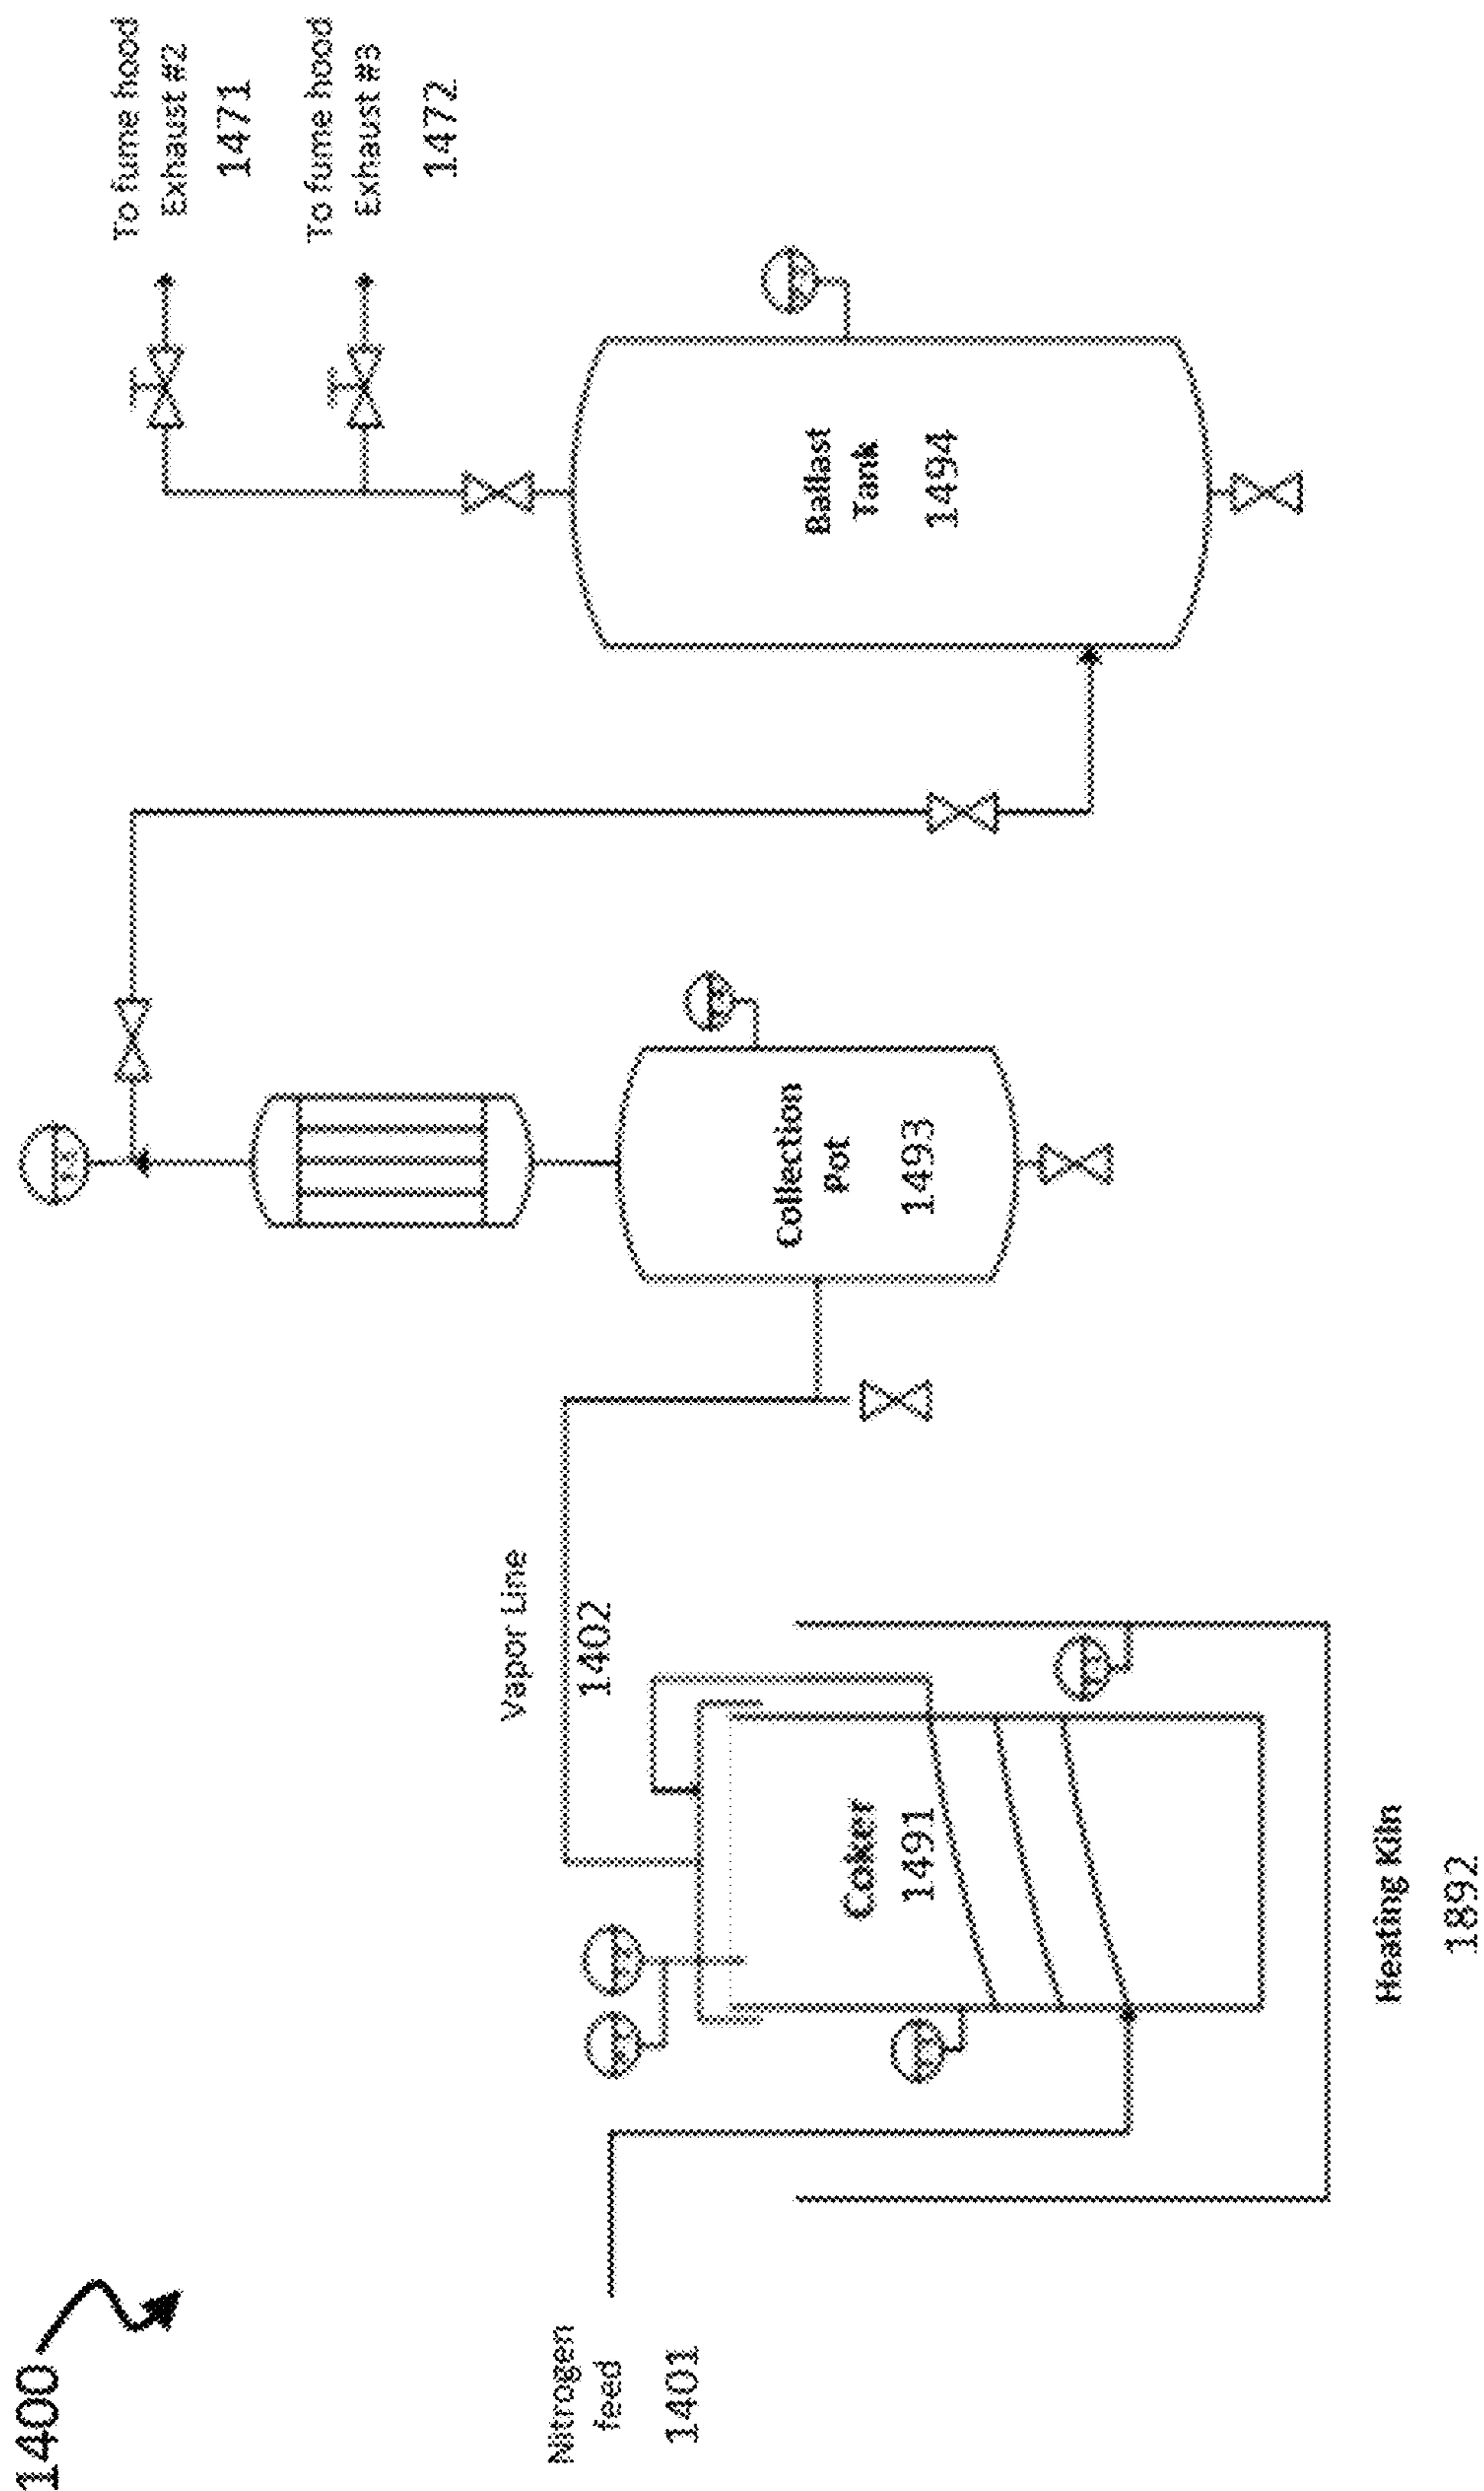 1400
Nitrogen
feed
1401
Vapor Line
1402
Coker
1491
Heating Kiln
1892
Collection
Pot
1493
Ballast
Tank
1494
To fume hood
Exhaust #2
1471
To fume hood
Exhaust #3
1472